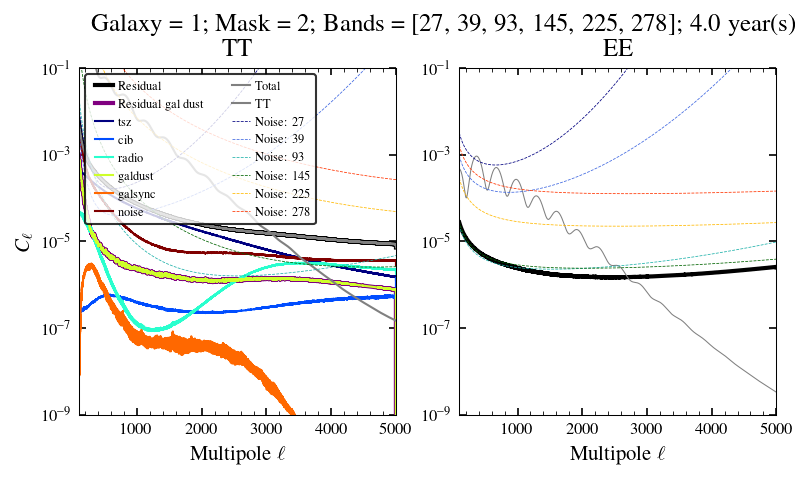 Galaxy = 1; Mask = 2; Bands = [27, 39, 93, 145, 225, 278]; 4.0 year(s)
TT
EE
10⁻¹
10⁻³
10⁻⁵
10⁻⁷
10⁻⁹
C_ℓ
Residual
Residual gal dust
tsz
cib
radio
galdust
galsync
noise
Total
TT
Noise: 27
Noise: 39
Noise: 93
Noise: 145
Noise: 225
Noise: 278
1000 2000 3000 4000 5000
Multipole ℓ
10⁻¹
10⁻³
10⁻⁵
10⁻⁷
10⁻⁹
1000 2000 3000 4000 5000
Multipole ℓ